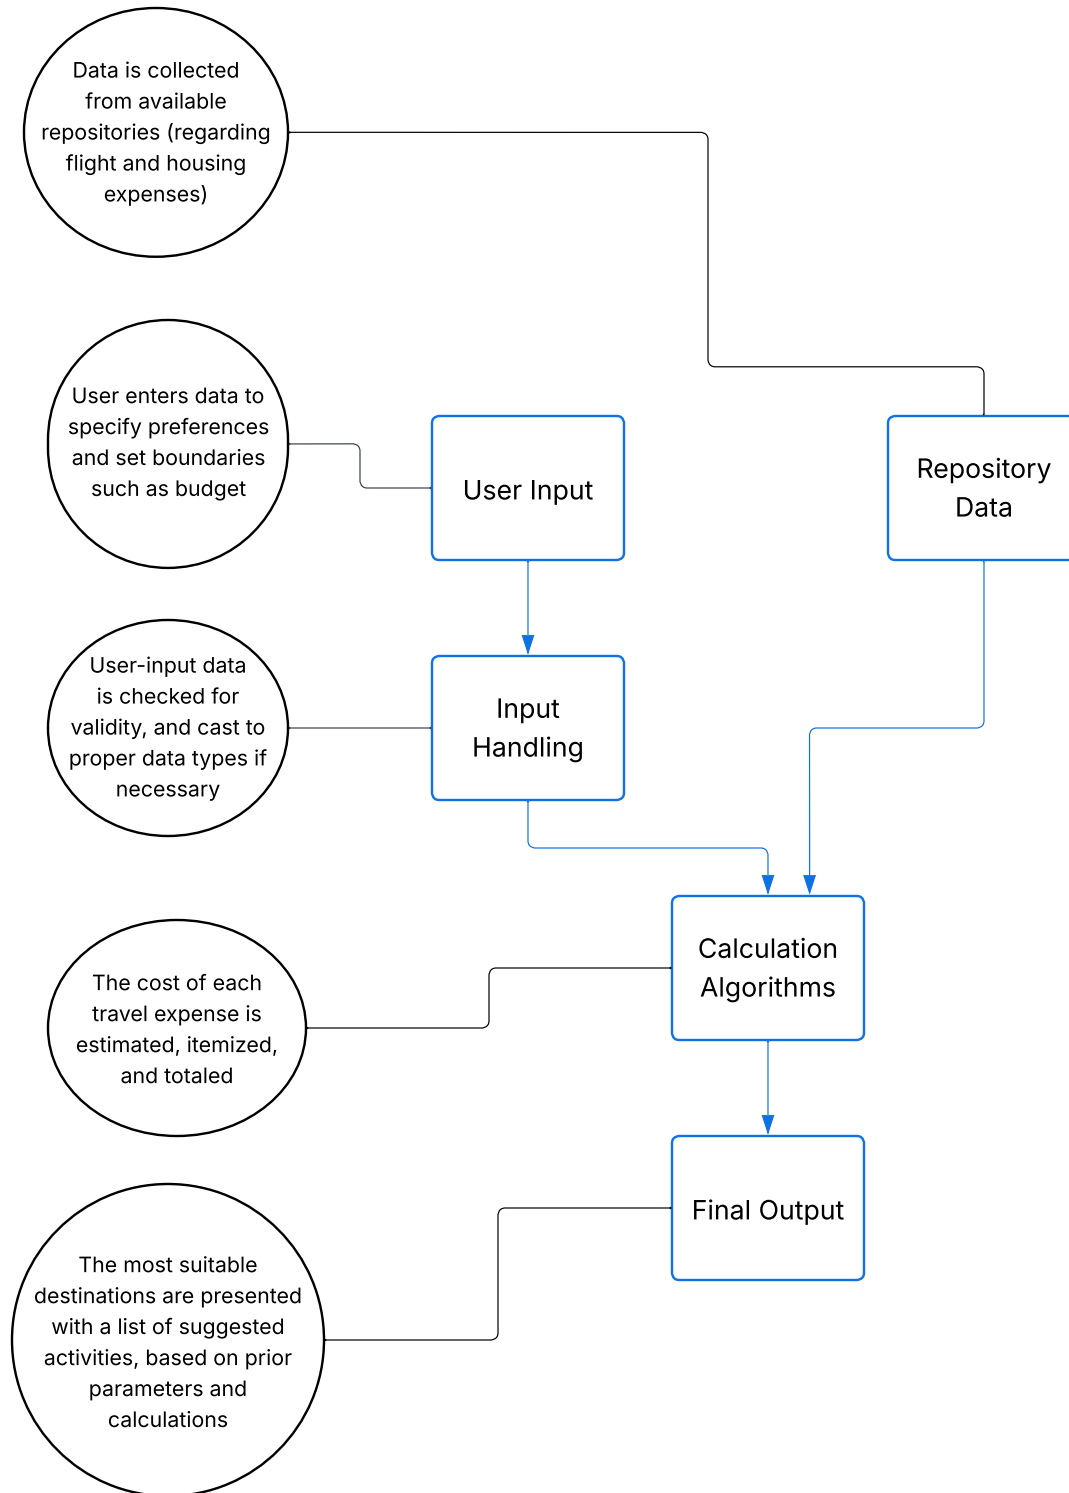 Data is collected
from available
repositories (regarding
flight and housing
expenses)
User enters data to
specify preferences
and set boundaries
such as budget
User Input
Repository
Data
User-input data
is checked for
validity, and cast to
proper data types if
necessary
Input
Handling
Calculation
Algorithms
The cost of each
travel expense is
estimated, itemized,
and totaled
Final Output
The most suitable
destinations are presented
with a list of suggested
activities, based on prior
parameters and
calculations